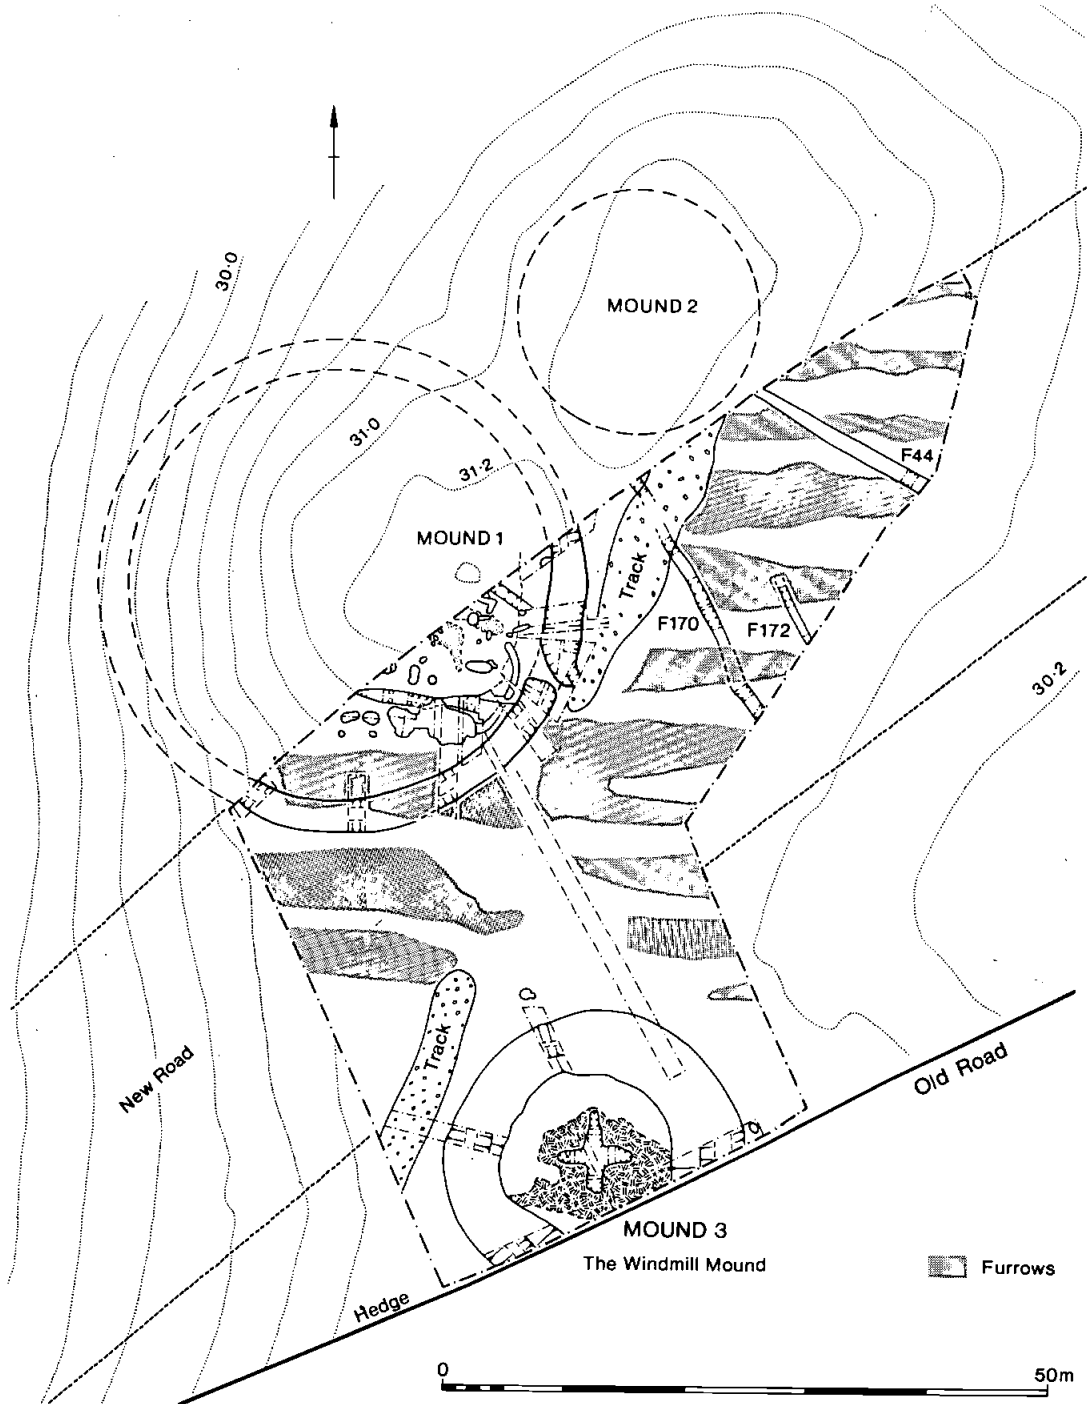 30·0
MOUND 2
31·0
F44
31·2
MOUND 1
Track
F170
F172
30·2
New Road
Track
Old Road
MOUND 3
The Windmill Mound
Furrows
Hedge
0
50m